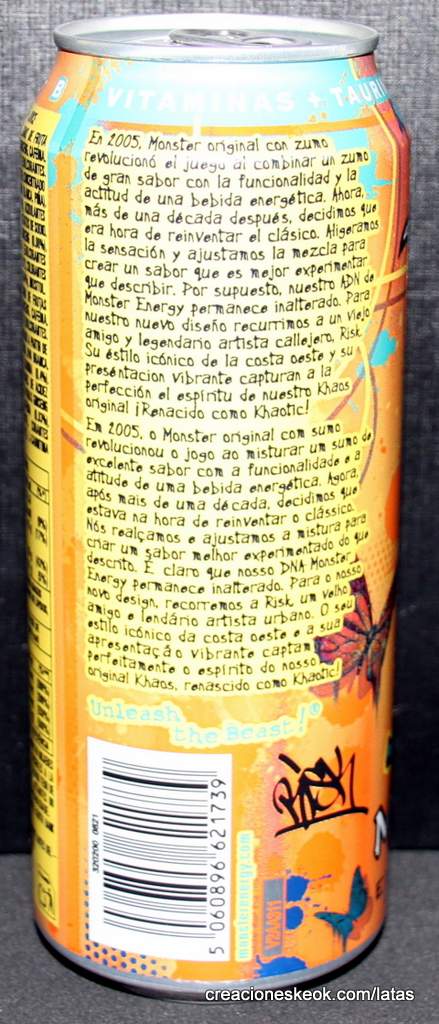 VITAMINAS + TAURI
En 2005, Monster original con zumo
revolucionó el juego al combinar un zumo
de gran sabor con la funcionalidad y la
actitud de una bebida energética. Ahora,
más de una década después, decidimos que
era hora de reinventar el clásico. Aligeramos
la sensación y ajustamos la mezcla para
crear un sabor que es mejor experimentar
que describir. Por supuesto, nuestro ADN de
Monster Energy permanece inalterado. Para
nuestro nuevo diseño recurrimos a un viejo
amigo y legendario artista callejero, Risk.
Su éstilo icónico de la costa oeste y su
presentación vibrante capturan a la
perfección el espíritu de nuestro Khaos
original ¡Renacido como Khaotic!
Em 2005, o Monster original com sumo
revolucionou o jogo ao misturar um sumo de
excelente sabor com a funcionalidade e a
atitude de uma bebida energética. Agora,
após mais de uma década, decidimos que
estava na hora de reinventar o clássico.
Nós realçamos e ajustamos a mistura para
criar um sabor melhor experimentado do que
descrito. É claro que nosso DNA Monster
Energy permanece inalterado. Para o nosso
novo design, recorremos a Risk, um velho
amigo e lendário artista urbano. O seu
estilo icónico da costa oeste e a sua
apresentação vibrante captam
perfeitamente o espírito do nosso
original Khaos, renascido como Khaotic!
Unleash
the Beast!®
RISK
320200 0821
5 060896 621739
monsterenergy.com
creacioneskeok.com/latas